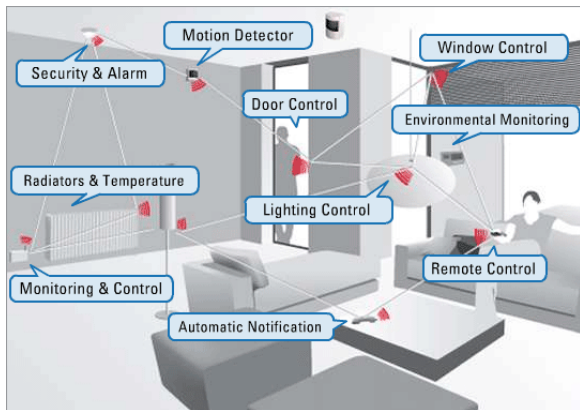 Motion Detector
Window Control
Security & Alarm
Door Control
Environmental Monitoring
Radiators & Temperature
Lighting Control
Remote Control
Monitoring & Control
Automatic Notification